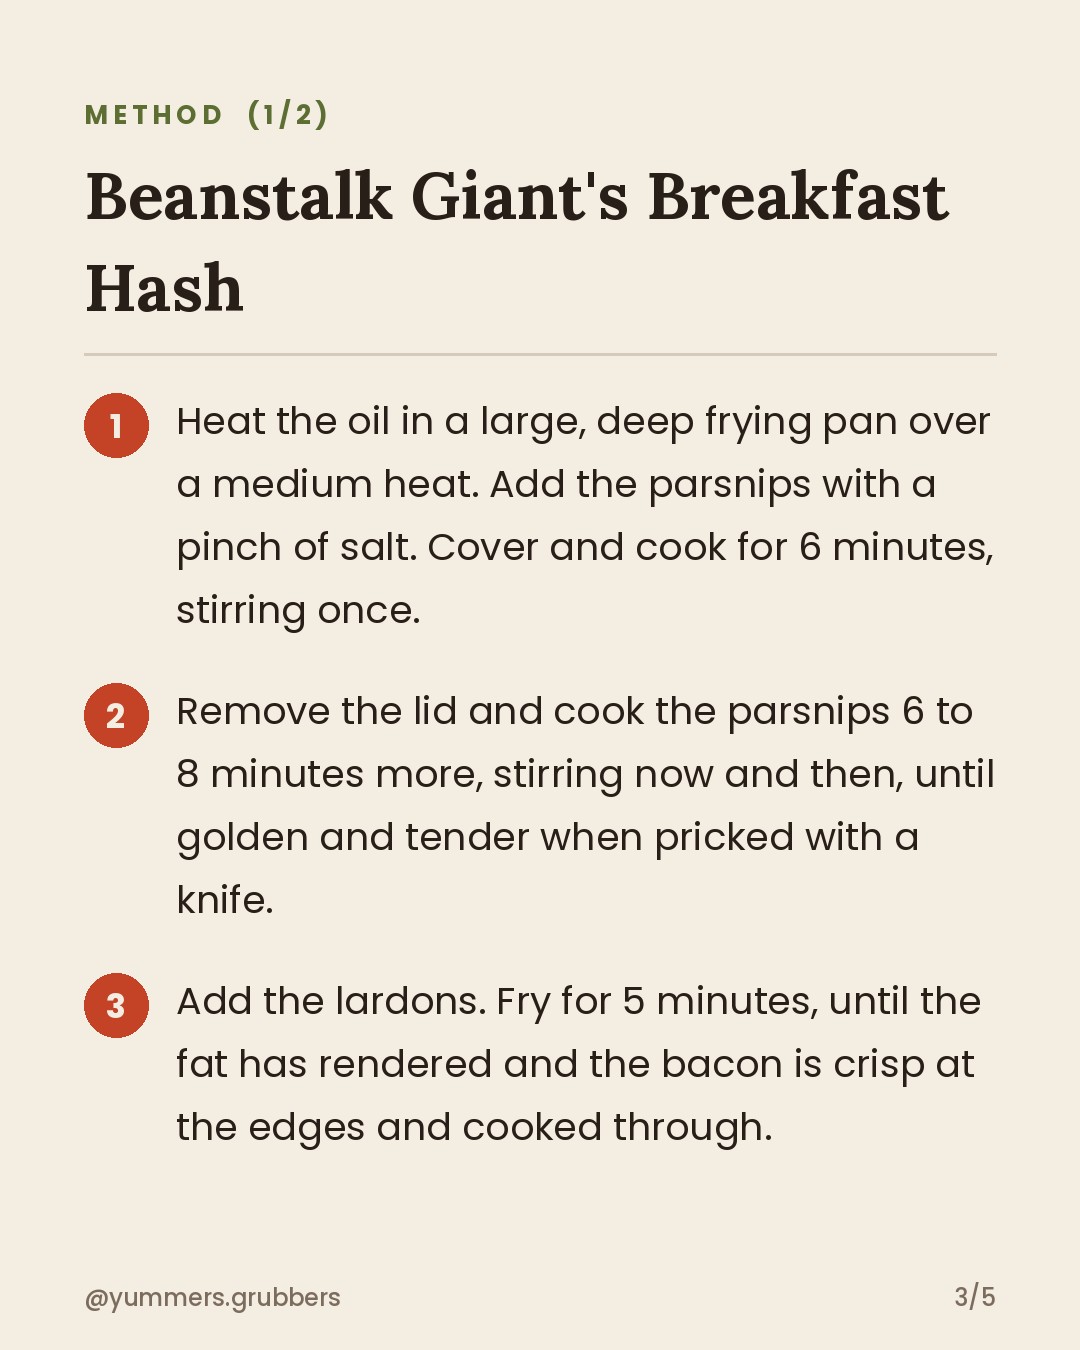 METHOD (1/2)
Beanstalk Giant's Breakfast
Hash
1 Heat the oil in a large, deep frying pan over
a medium heat. Add the parsnips with a
pinch of salt. Cover and cook for 6 minutes,
stirring once.
2 Remove the lid and cook the parsnips 6 to
8 minutes more, stirring now and then, until
golden and tender when pricked with a
knife.
3 Add the lardons. Fry for 5 minutes, until the
fat has rendered and the bacon is crisp at
the edges and cooked through.
@yummers.grubbers 3/5